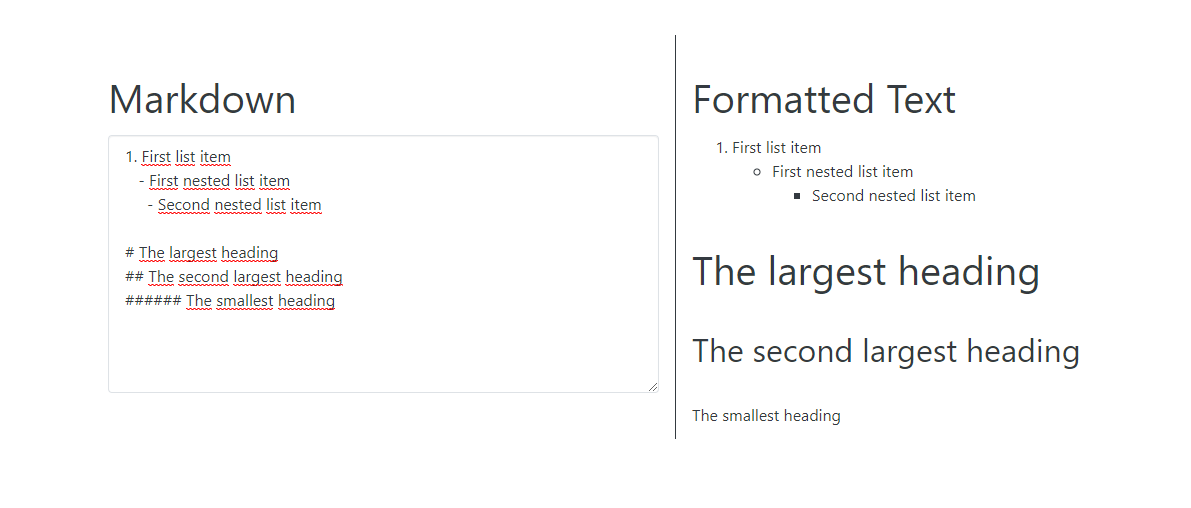 Markdown
1. First list item
- First nested list item
- Second nested list item
# The largest heading
## The second largest heading
###### The smallest heading
Formatted Text
1. First list item
First nested list item
Second nested list item
The largest heading
The second largest heading
The smallest heading